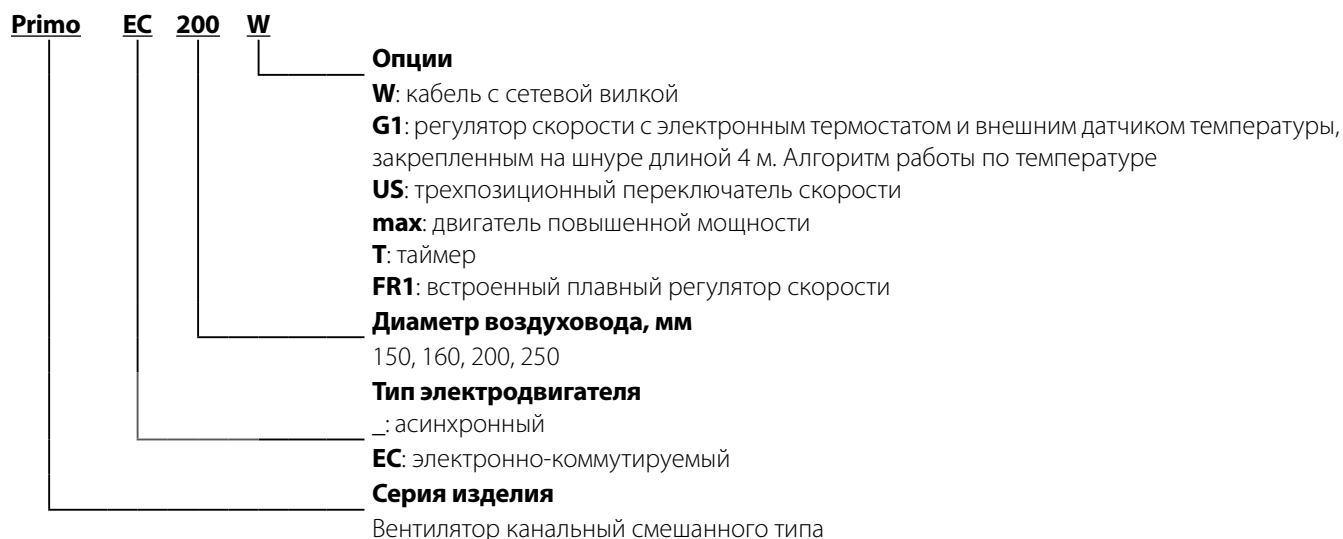 Primo EC 200 W
Опции
W: кабель с сетевой вилкой
G1: регулятор скорости с электронным термостатом и внешним датчиком температуры,
закрепленным на шнуре длиной 4 м. Алгоритм работы по температуре
US: трехпозиционный переключатель скорости
max: двигатель повышенной мощности
T: таймер
FR1: встроенный плавный регулятор скорости
Диаметр воздуховода, мм
150, 160, 200, 250
Тип электродвигателя
_: асинхронный
EC: электронно-коммутируемый
Серия изделия
Вентилятор канальный смешанного типа